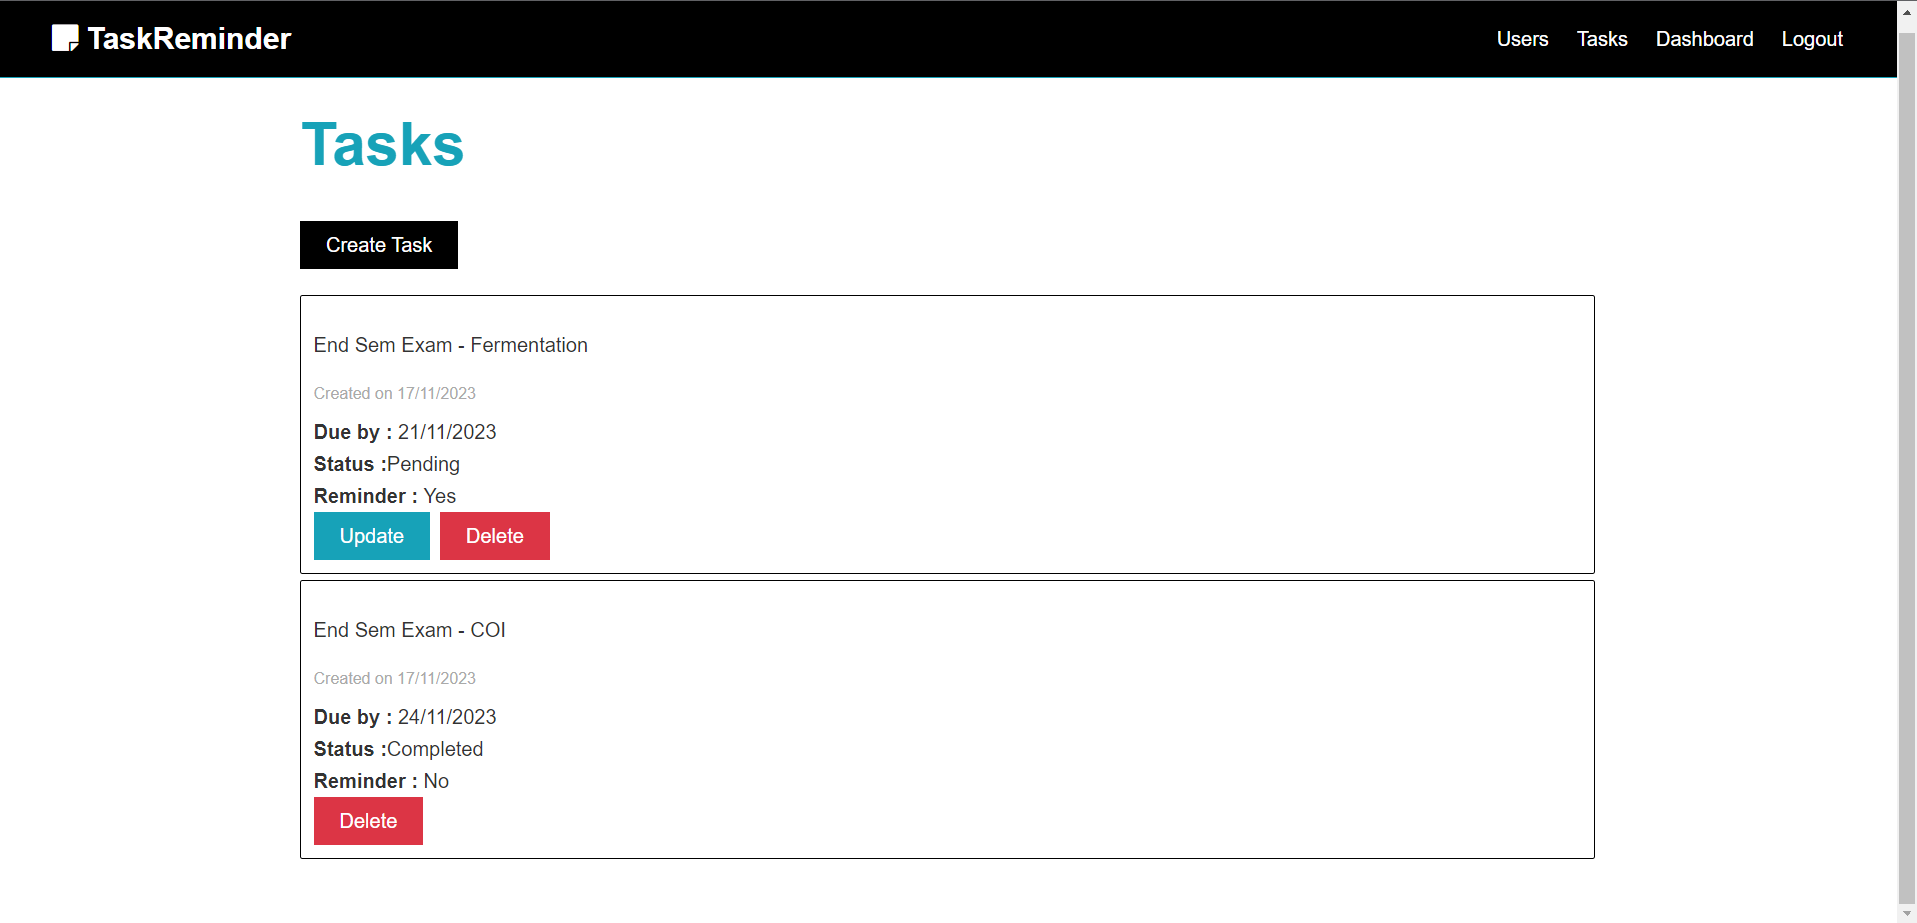 TaskReminder
Users Tasks Dashboard Logout
Tasks
Create Task
End Sem Exam - Fermentation
Created on 17/11/2023
Due by : 21/11/2023
Status :Pending
Reminder : Yes
Update Delete
End Sem Exam - COI
Created on 17/11/2023
Due by : 24/11/2023
Status :Completed
Reminder : No
Delete